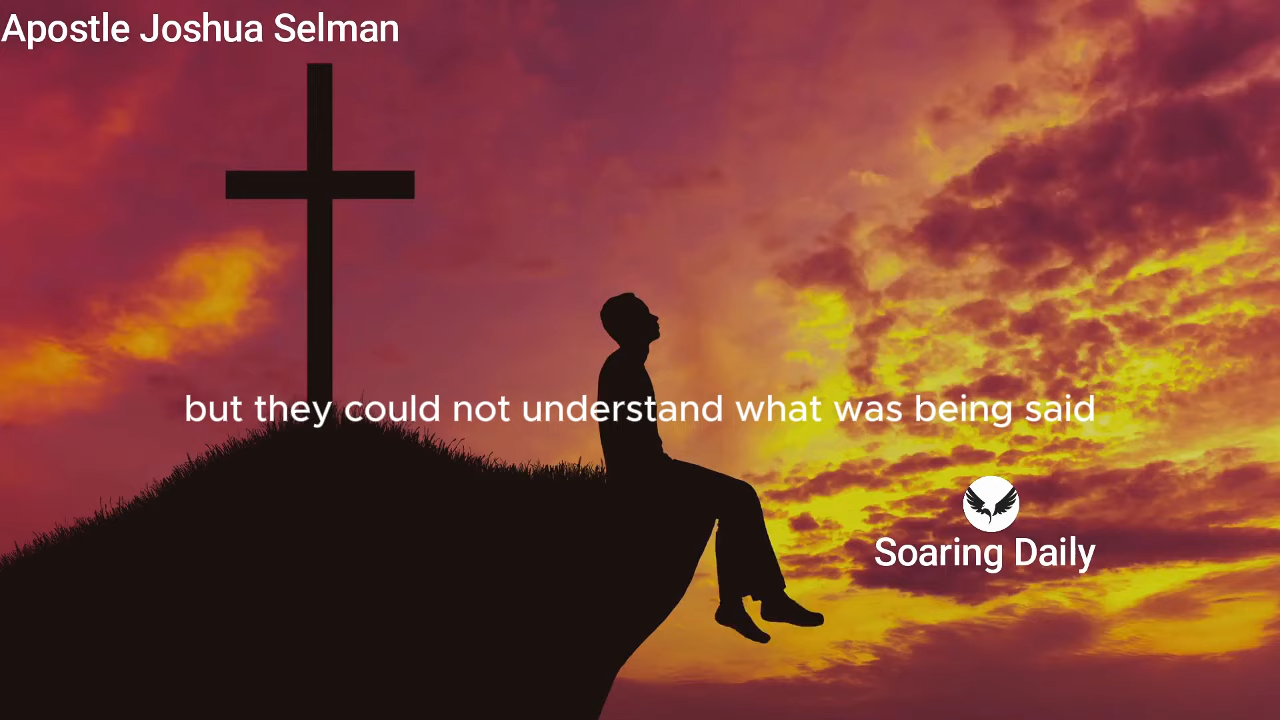 Apostle Joshua Selman
but they could not understand what was being said
Soaring Daily